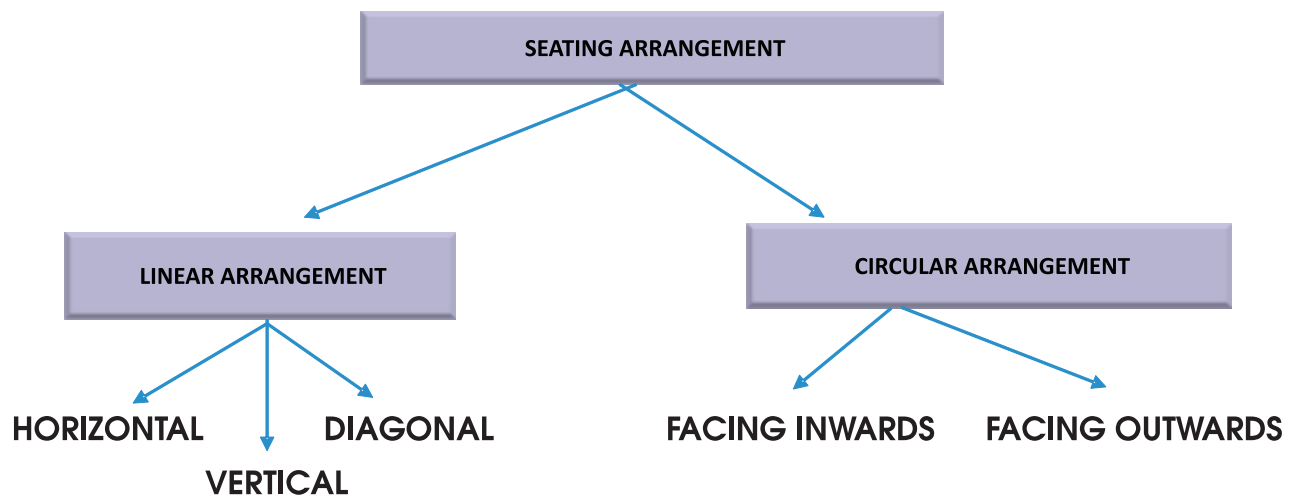 SEATING ARRANGEMENT
LINEAR ARRANGEMENT
CIRCULAR ARRANGEMENT
HORIZONTAL
DIAGONAL
VERTICAL
FACING INWARDS
FACING OUTWARDS